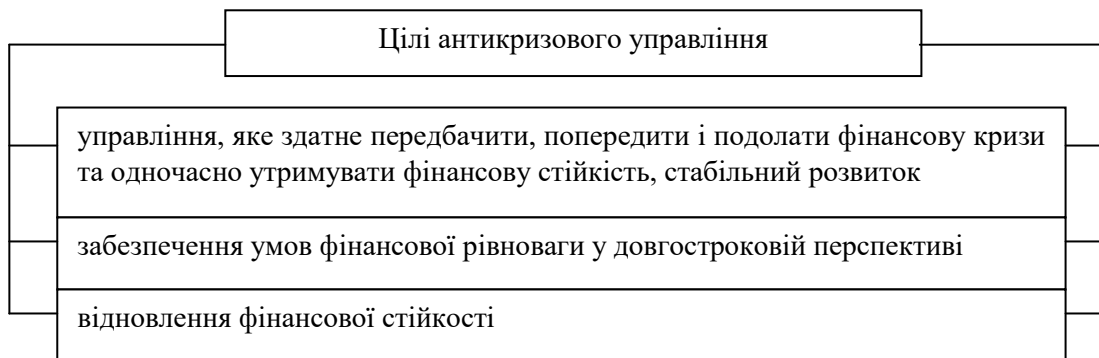 Цілі антикризового управління
управління, яке здатне передбачити, попередити і подолати фінансову кризи
та одночасно утримувати фінансову стійкість, стабільний розвиток
забезпечення умов фінансової рівноваги у довгостроковій перспективі
відновлення фінансової стійкості